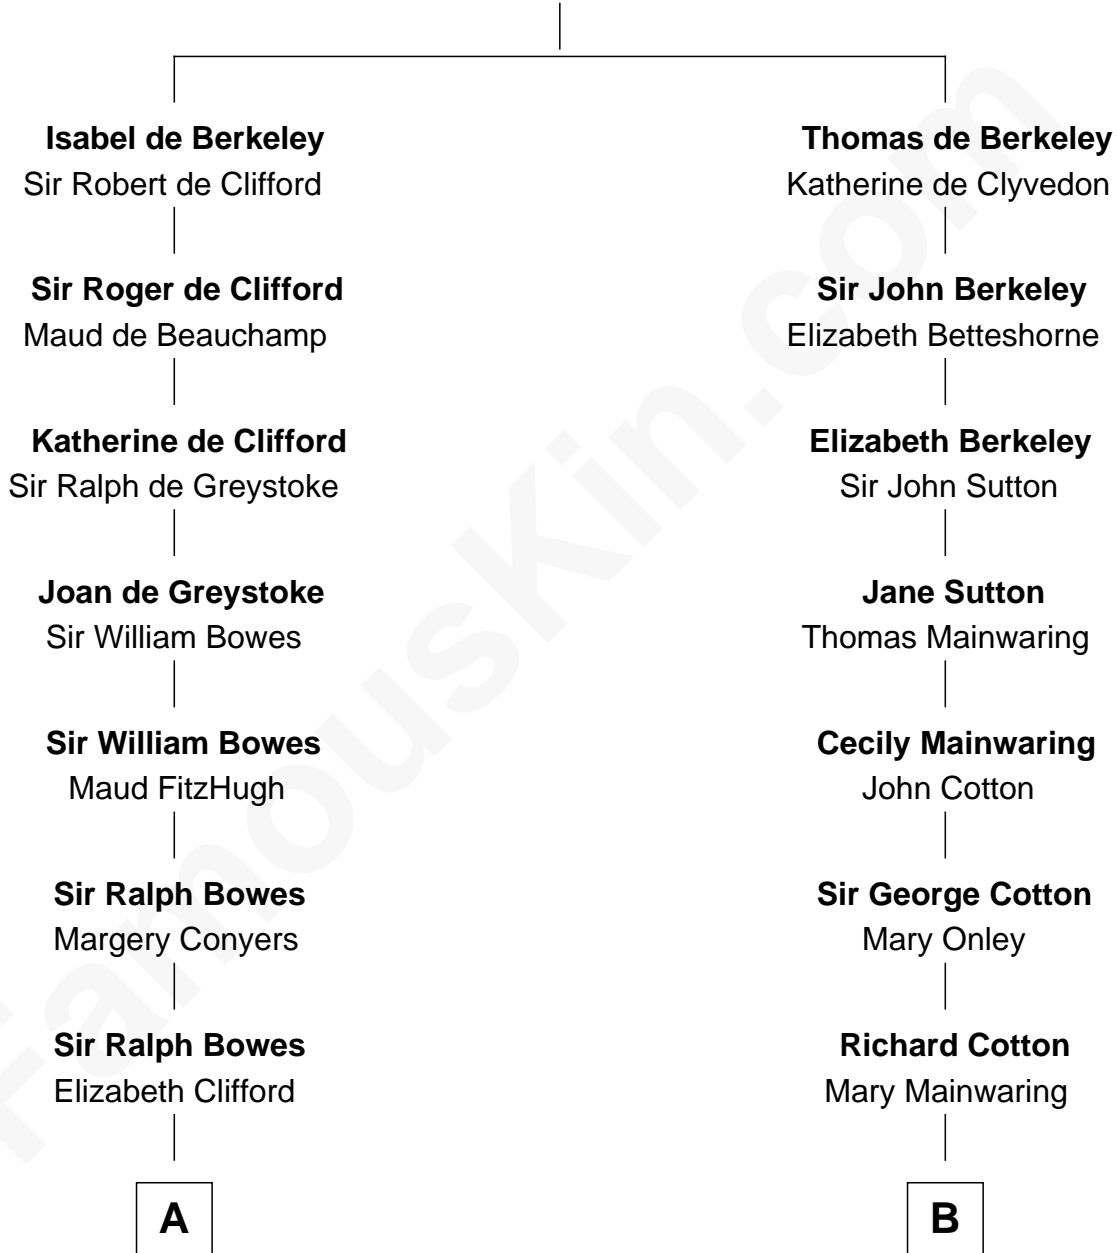 Isabel de Berkeley
Sir Robert de Clifford
Thomas de Berkeley
Katherine de Clyvedon
Sir Roger de Clifford
Maud de Beauchamp
Sir John Berkeley
Elizabeth Betteshorne
Katherine de Clifford
Sir Ralph de Greystoke
Elizabeth Berkeley
Sir John Sutton
Joan de Greystoke
Sir William Bowes
Jane Sutton
Thomas Mainwaring
Sir William Bowes
Maud FitzHugh
Cecily Mainwaring
John Cotton
Sir Ralph Bowes
Margery Conyers
Sir George Cotton
Mary Onley
Sir Ralph Bowes
Elizabeth Clifford
Richard Cotton
Mary Mainwaring
A
B
FamousKin.com